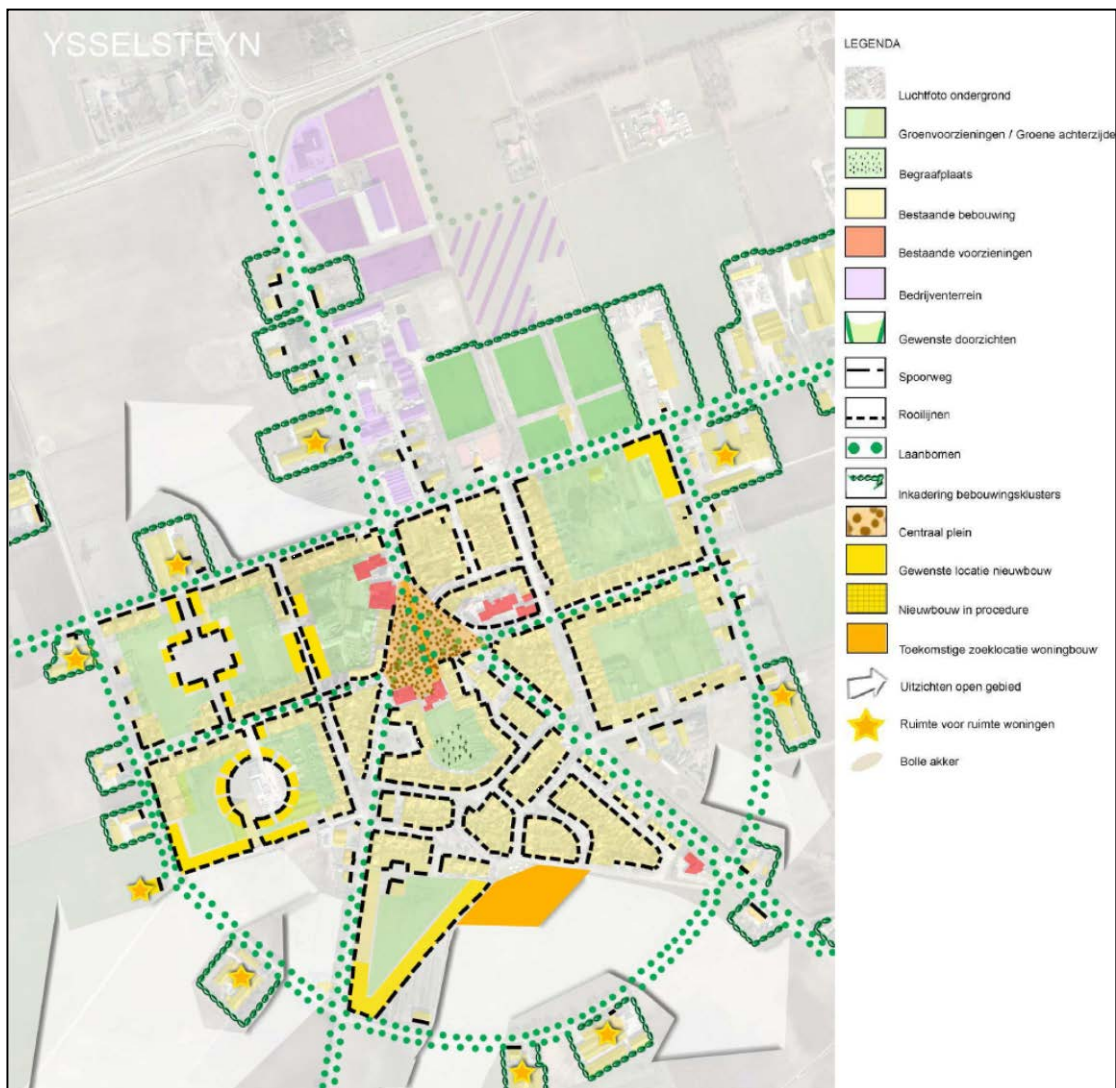 YSSELSTEYN
LEGENDA
Luchtfoto ondergrond
Groenvoorzieningen / Groene achterzijde
Begraafplaats
Bestaande bebouwing
Bestaande voorzieningen
Bedrijventerrein
Gewenste doorzichten
Spoorweg
Rooilijnen
Laanbomen
Inkadering bebouwingsklusters
Centraal plein
Gewenste locatie nieuwbouw
Nieuwbouw in procedure
Toekomstige zoeklocatie woningbouw
Uitzichten open gebied
Ruimte voor ruimte woningen
Bolle akker